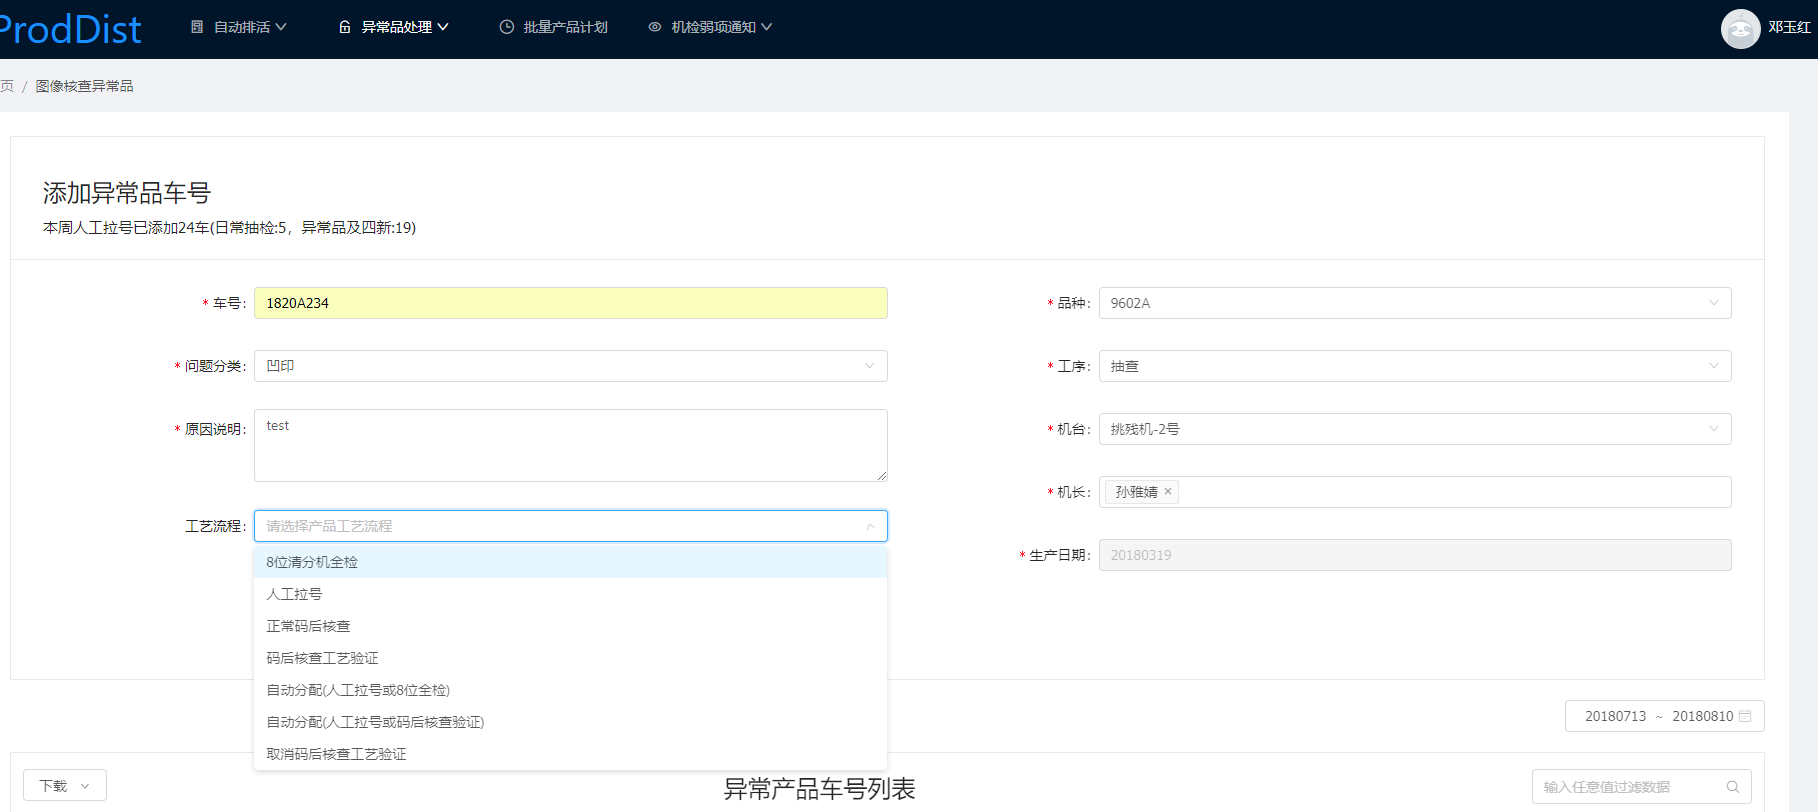 ProdDist 自动排活 异常品处理 批量产品计划 机检弱项通知 邓玉红
页 / 图像核查异常品
添加异常品车号
本周人工拉号已添加24车(日常抽检:5，异常品及四新:19)
* 车号: 1820A234
* 品种: 9602A
* 问题分类: 凹印
* 工序: 抽查
* 原因说明: test
* 机台: 挑残机-2号
* 机长: 孙雅婧 ×
工艺流程: 请选择产品工艺流程
* 生产日期: 20180319
8位清分机全检
人工拉号
正常码后核查
码后核查工艺验证
自动分配(人工拉号或8位全检)
自动分配(人工拉号或码后核查验证)
取消码后核查工艺验证
20180713 ~ 20180810
下载
异常产品车号列表
输入任意值过滤数据